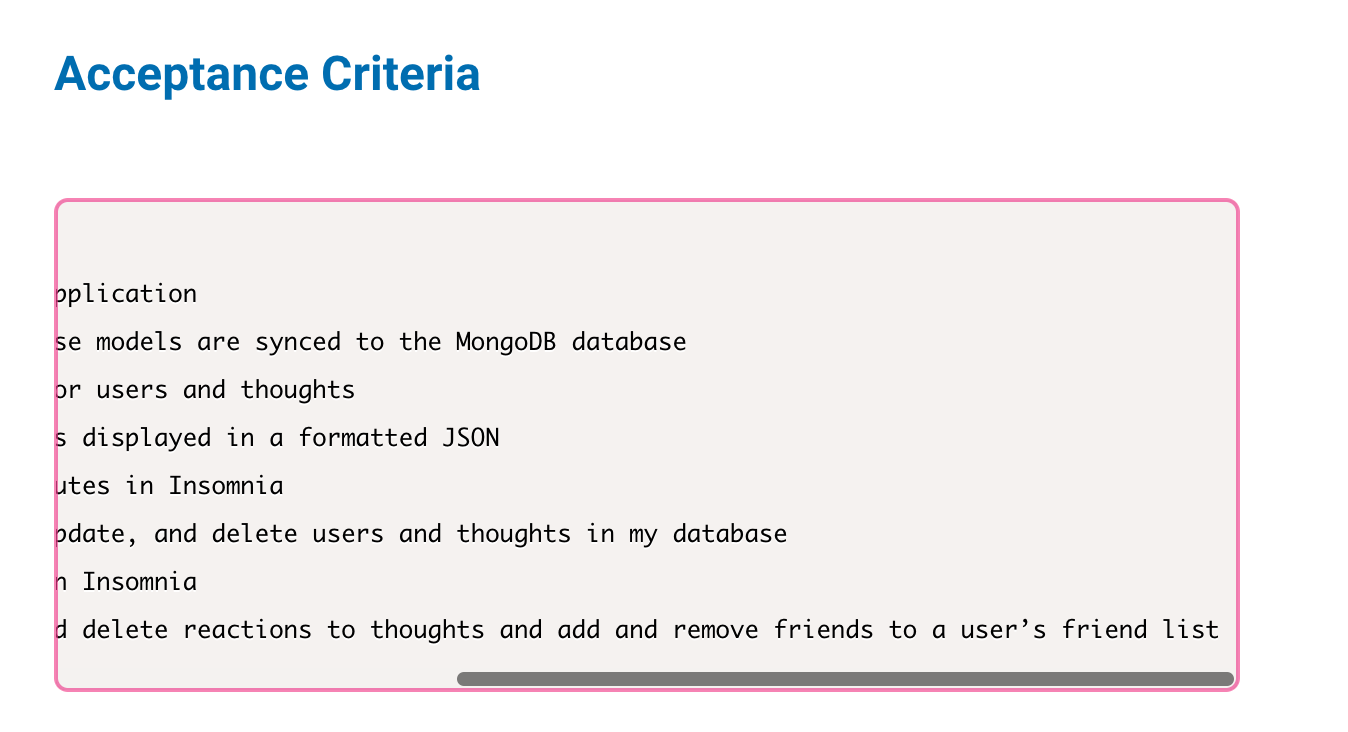 Acceptance Criteria
pplication
se models are synced to the MongoDB database
or users and thoughts
s displayed in a formatted JSON
utes in Insomnia
pdate, and delete users and thoughts in my database
n Insomnia
d delete reactions to thoughts and add and remove friends to a user’s friend list